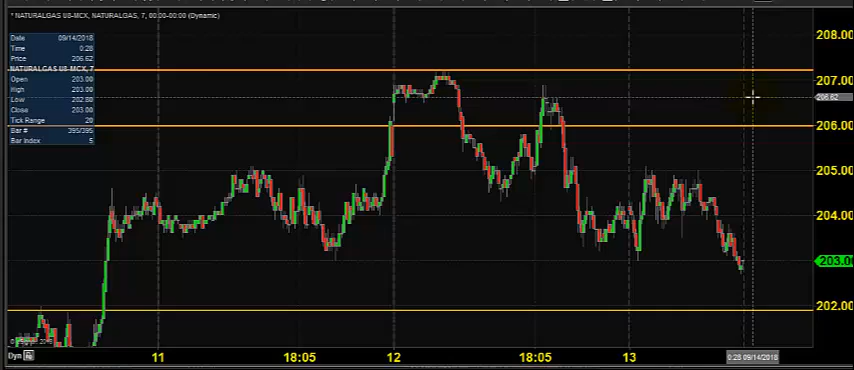 * NATURALGAS U8-MCX, NATURALGAS, 7, 00:00-00:00 (Dynamic)
Date 09/14/2018
Time 0:28
Price 206.62
NATURALGAS U8-MCX, 7
Open 203.00
High 203.00
Low 202.80
Close 203.00
Tick Range 20
Bar # 395/395
Bar Index 5
208.00
207.00
206.62
206.00
205.00
204.00
203.00
202.00
Dyn
11 18:05 12 18:05 13 0:28 09/14/2018